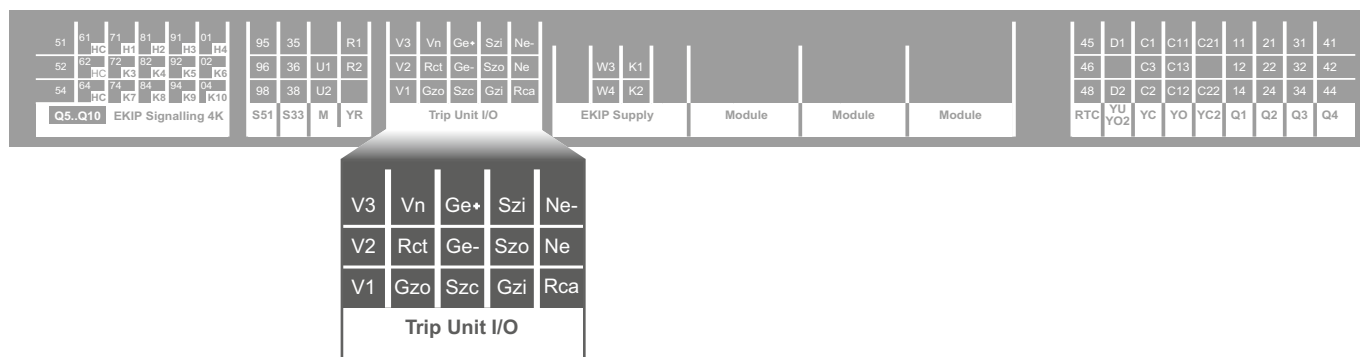 51 61 HC 71 H1 81 H2 91 H3 01 H4 95 35 R1 V3 Vn Ge+ Szi Ne- 45 D1 C1 C11 C21 11 21 31 41
52 62 HC 72 K3 82 K4 92 K5 02 K6 96 36 U1 R2 V2 Rct Ge- Szo Ne W3 K1 46 C3 C13 12 22 32 42
54 64 HC 74 K7 84 K8 94 K9 04 K10 98 38 U2 V1 Gzo Szc Gzi Rca W4 K2 48 D2 C2 C12 C22 14 24 34 44
Q5..Q10 EKIP Signalling 4K S51 S33 M YR Trip Unit I/O EKIP Supply Module Module Module RTC YU YO2 YC YO YC2 Q1 Q2 Q3 Q4
V3 Vn Ge+ Szi Ne-
V2 Rct Ge- Szo Ne
V1 Gzo Szc Gzi Rca
Trip Unit I/O